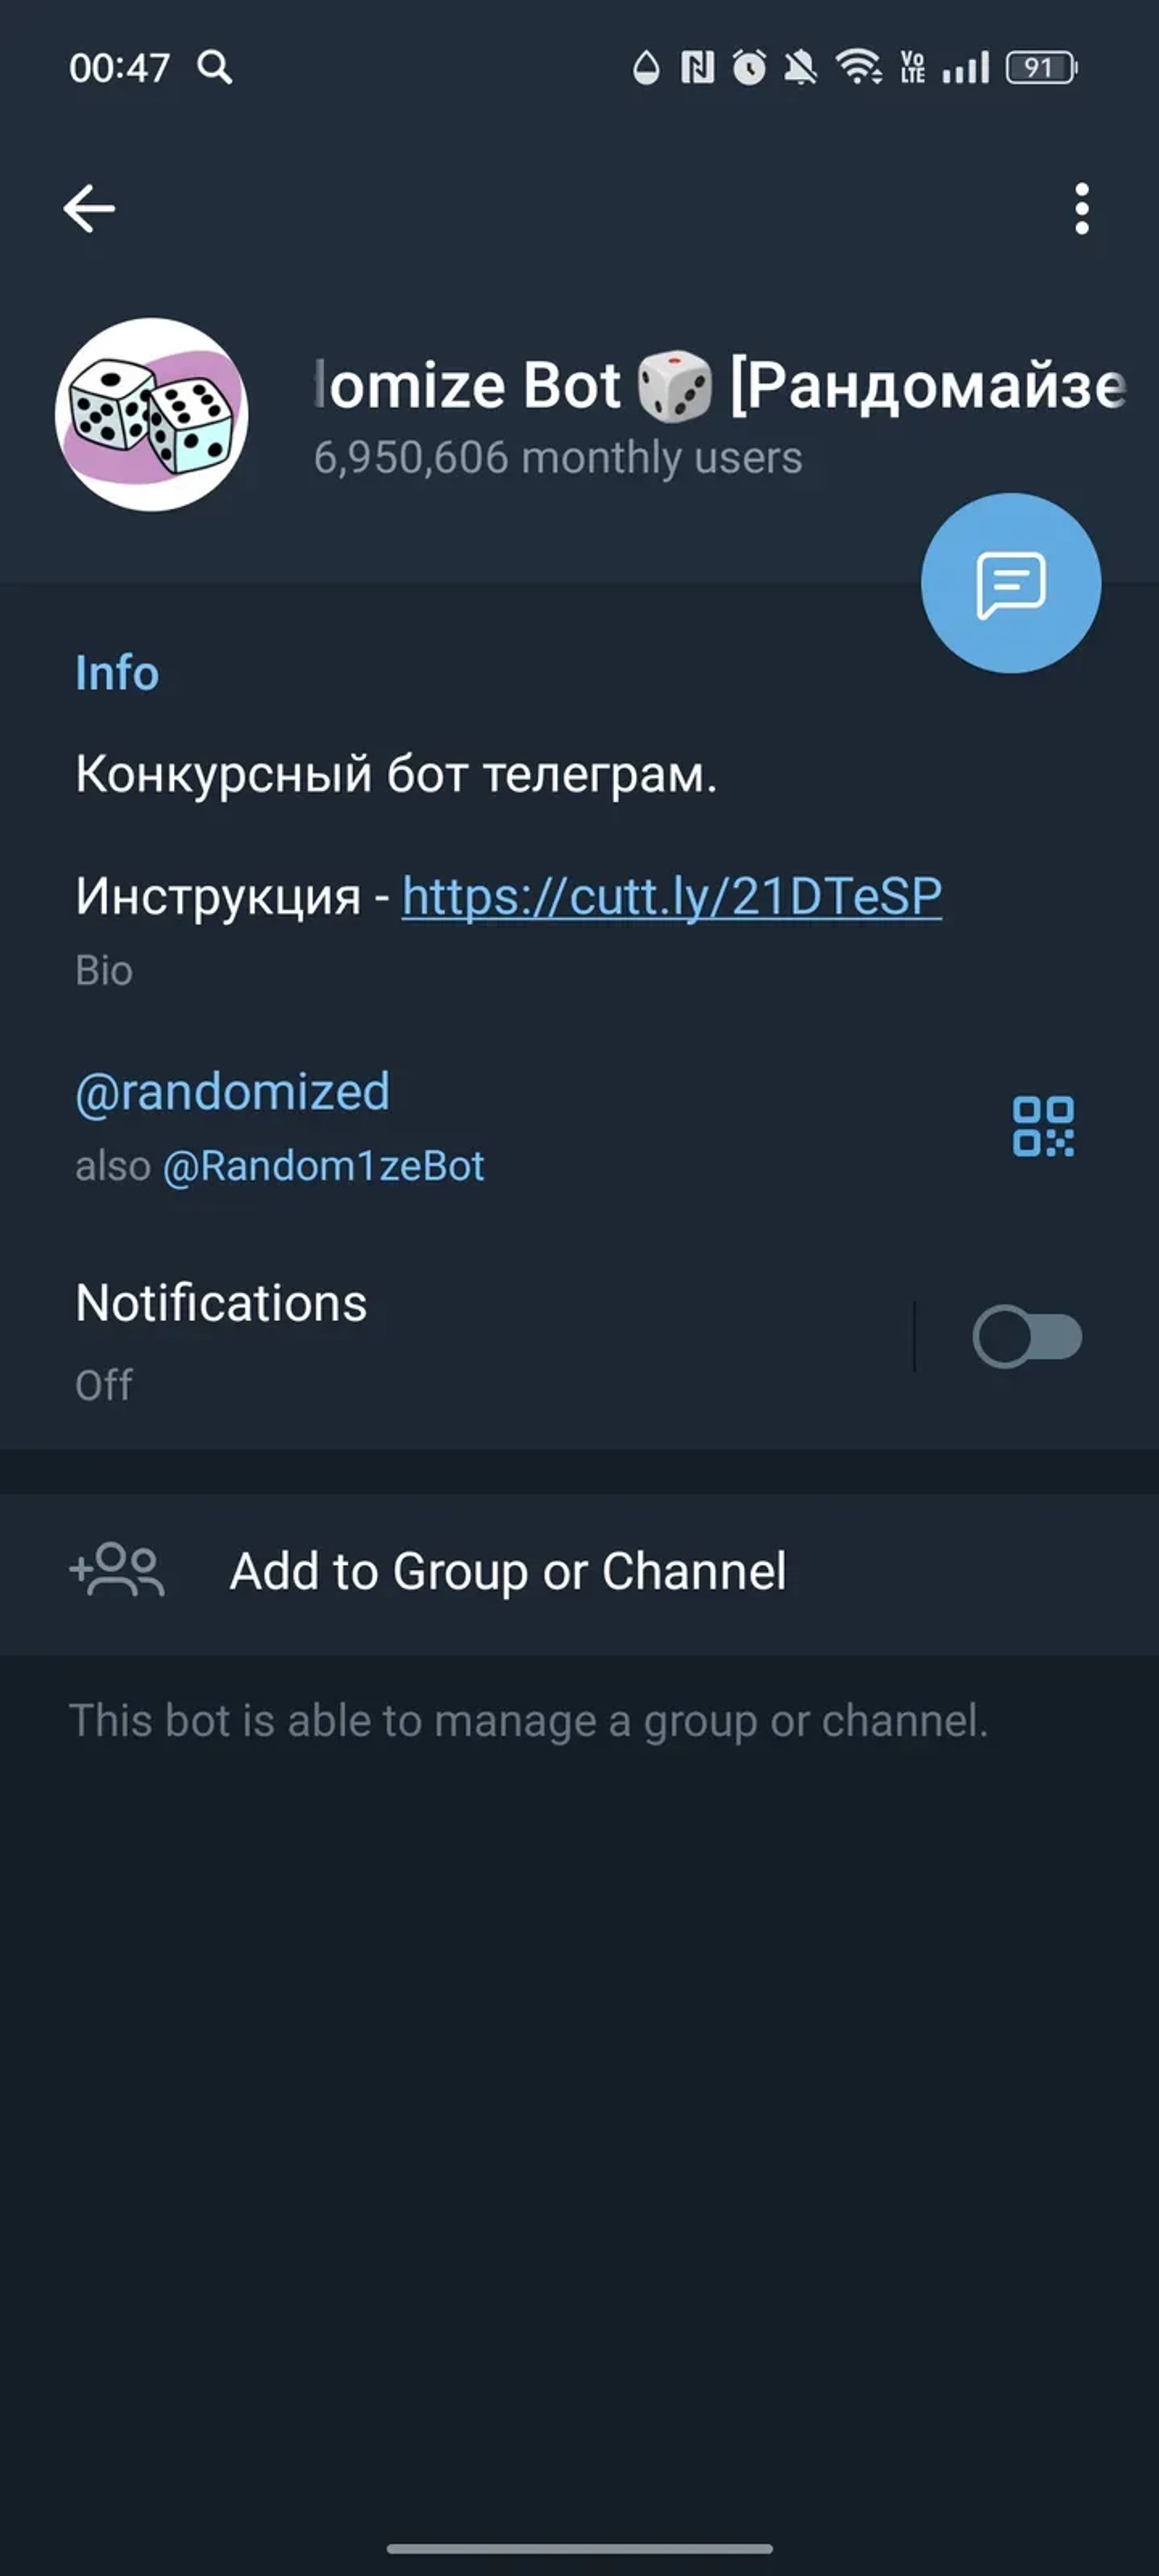 00:47
Vo
LTE
91
omize Bot 🎲 [Рандомайзе
6,950,606 monthly users
Info
Конкурсный бот телеграм.
Инструкция - https://cutt.ly/21DTeSP
Bio
@randomized
also @Random1zeBot
Notifications
Off
Add to Group or Channel
This bot is able to manage a group or channel.